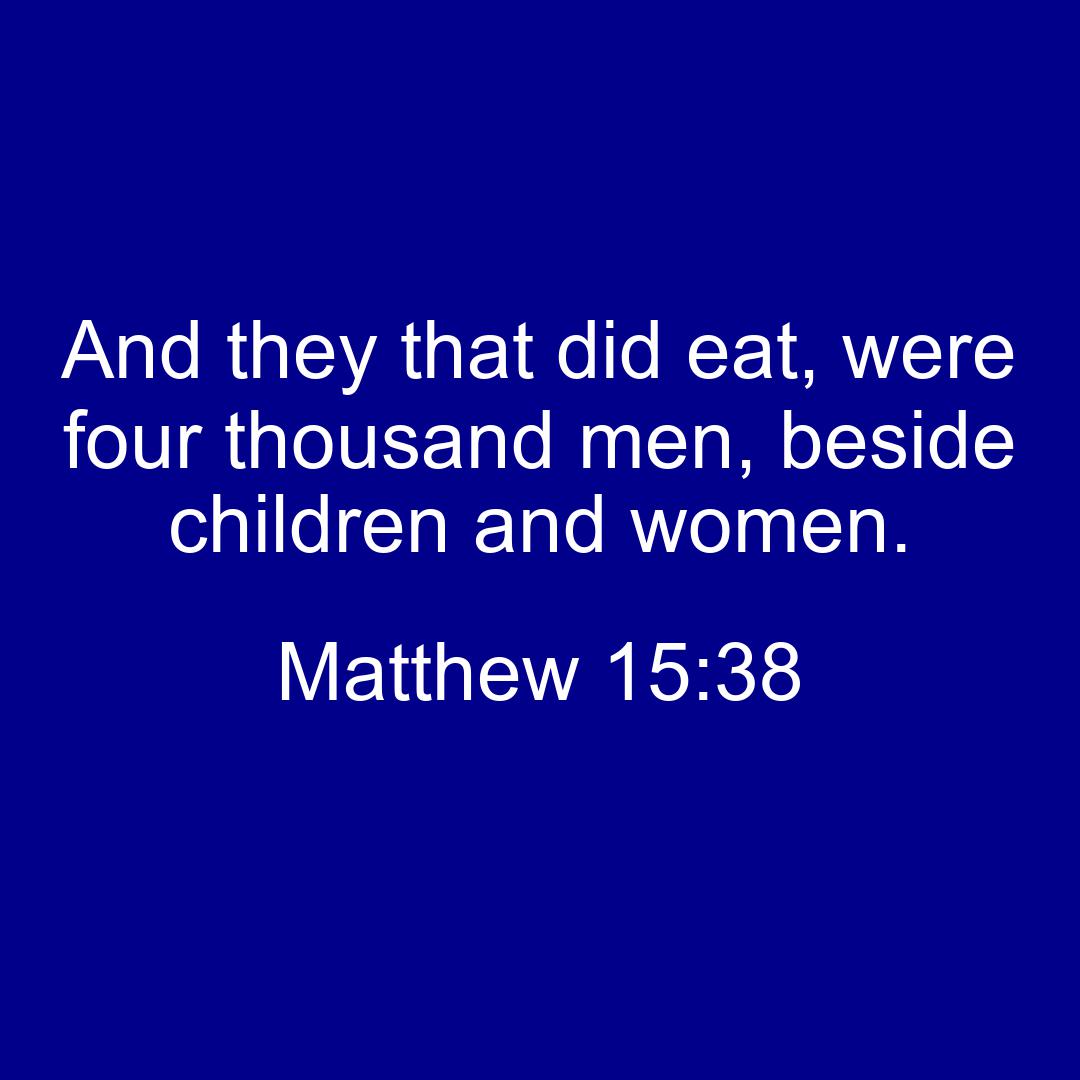 And they that did eat, were
four thousand men, beside
children and women.
Matthew 15:38